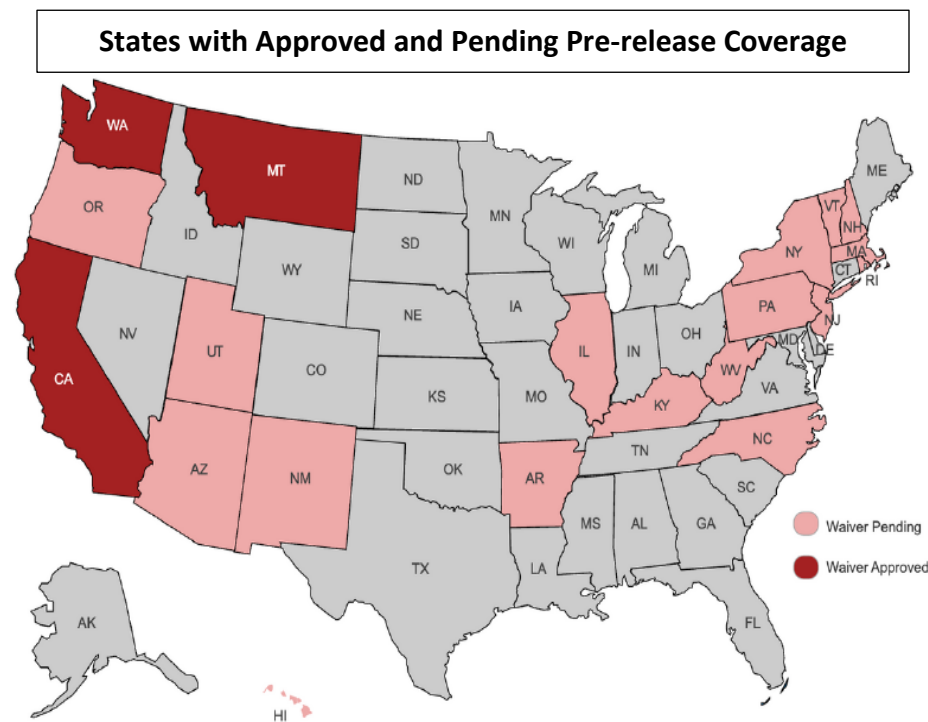 States with Approved and Pending Pre-release Coverage
WA
MT
ND
MN
ME
OR
ID
SD
WI
MI
VT
NH
NY
MA
CT
RI
WY
IA
NE
PA
NJ
NV
UT
CO
IL
IN
OH
MD
DE
WV
VA
CA
KS
MO
KY
AZ
NM
OK
AR
TN
NC
SC
MS
AL
GA
Waiver Pending
TX
LA
Waiver Approved
FL
AK
HI